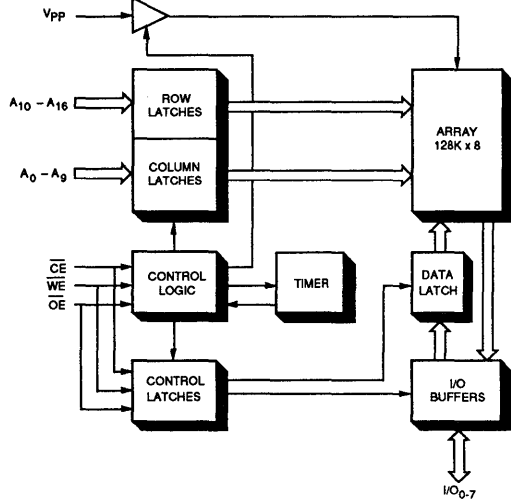 VPP
A10 – A16
ROW
LATCHES
ARRAY
128K x 8
A0 – A9
COLUMN
LATCHES
CE
WE
OE
CONTROL
LOGIC
TIMER
DATA
LATCH
CONTROL
LATCHES
I/O
BUFFERS
I/O0-7